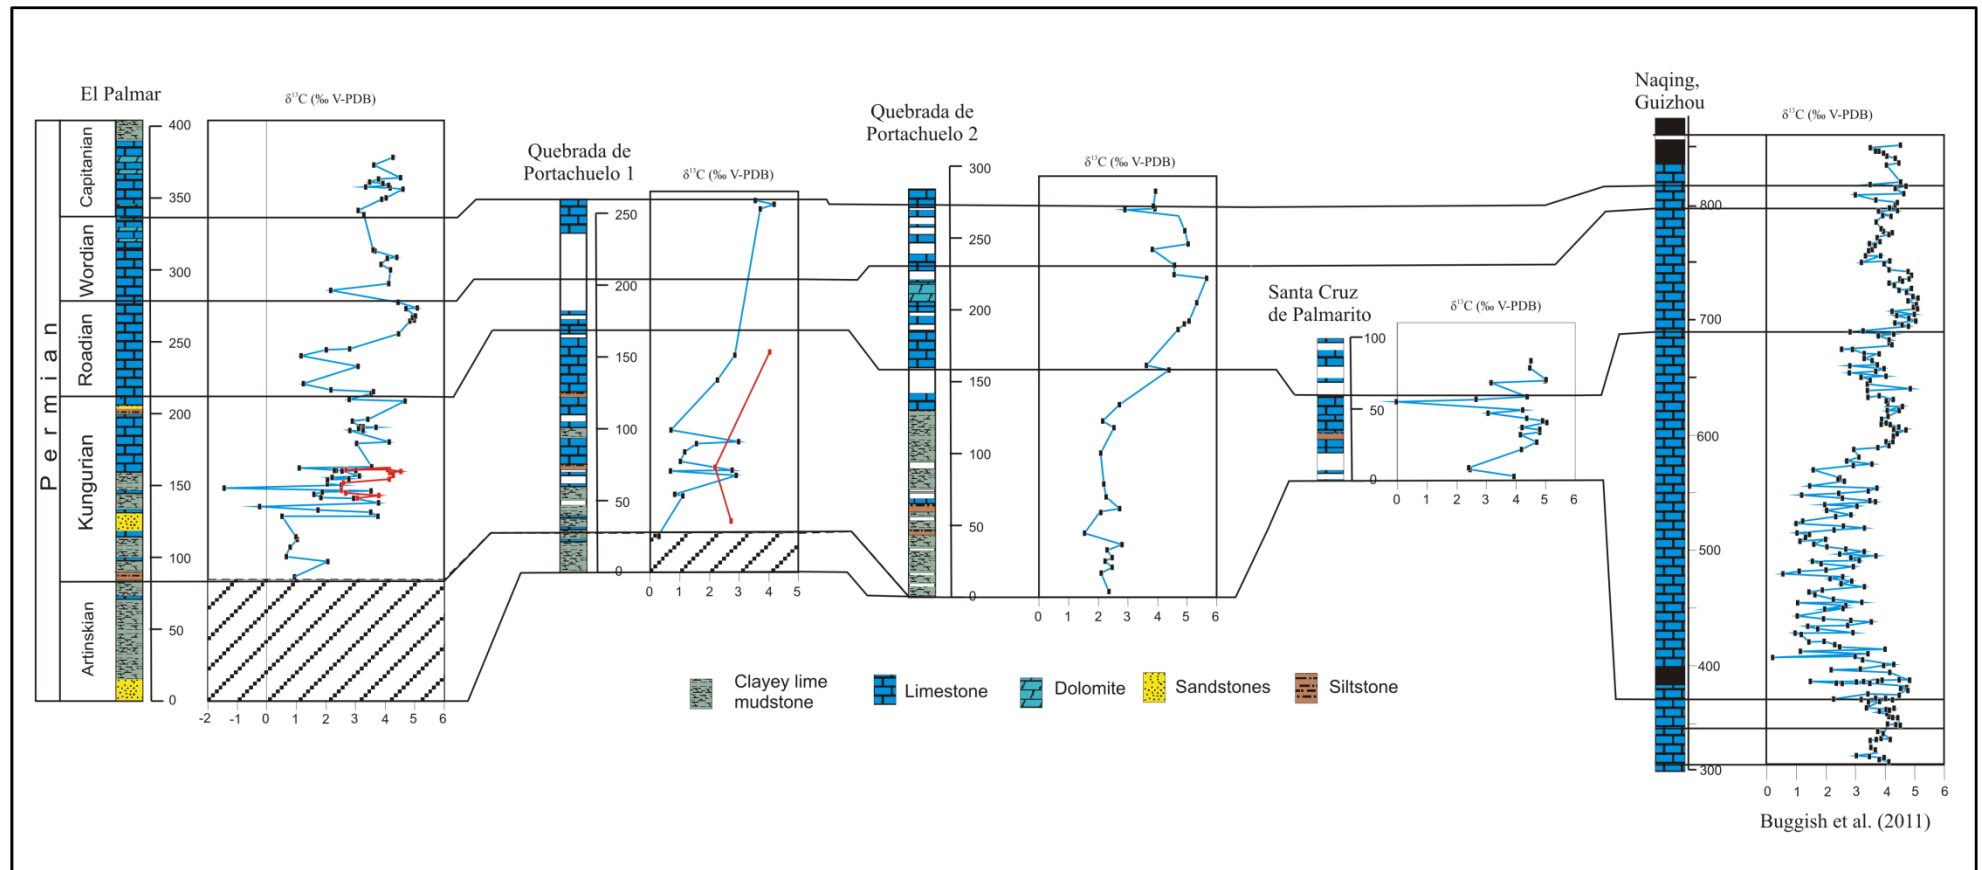 El Palmar
δ¹³C (‰ V-PDB)
Permian
Capitanian
Wordian
Roadian
Kungurian
Artinskian
400
350
300
250
200
150
100
50
0
-2 -1 0 1 2 3 4 5 6
Quebrada de
Portachuelo 1
δ¹³C (‰ V-PDB)
250
200
150
100
50
0
0 1 2 3 4 5
Quebrada de
Portachuelo 2
δ¹³C (‰ V-PDB)
300
250
200
150
100
50
0
0 1 2 3 4 5 6
Santa Cruz
de Palmarito
δ¹³C (‰ V-PDB)
100
50
0
0 1 2 3 4 5 6
Naqing,
Guizhou
δ¹³C (‰ V-PDB)
800
700
600
500
400
300
0 1 2 3 4 5 6
Buggish et al. (2011)
Clayey lime
mudstone
Limestone
Dolomite
Sandstones
Siltstone